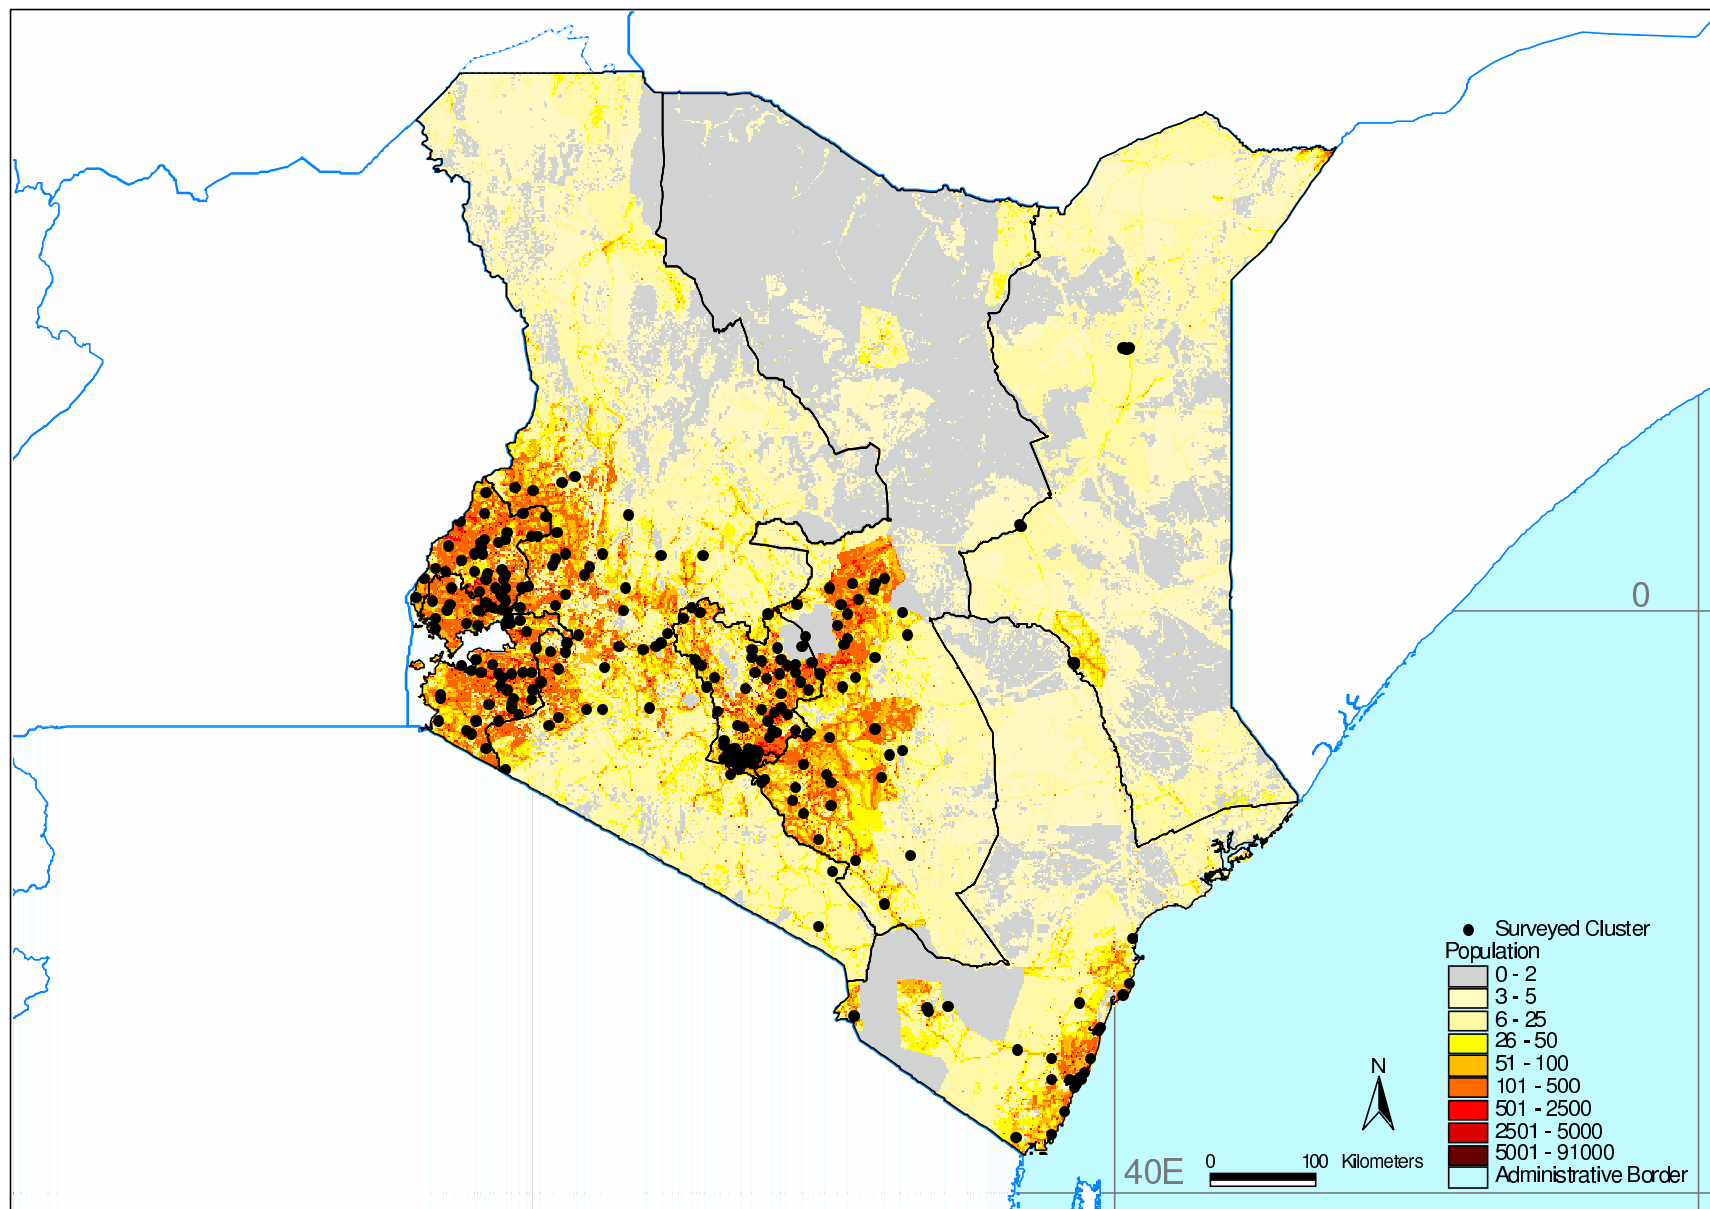 0
Surveyed Cluster
Population
0 - 2
3 - 5
6 - 25
26 - 50
51 - 100
101 - 500
501 - 2500
2501 - 5000
5001 - 91000
Administrative Border
N
0 100 Kilometers
40E